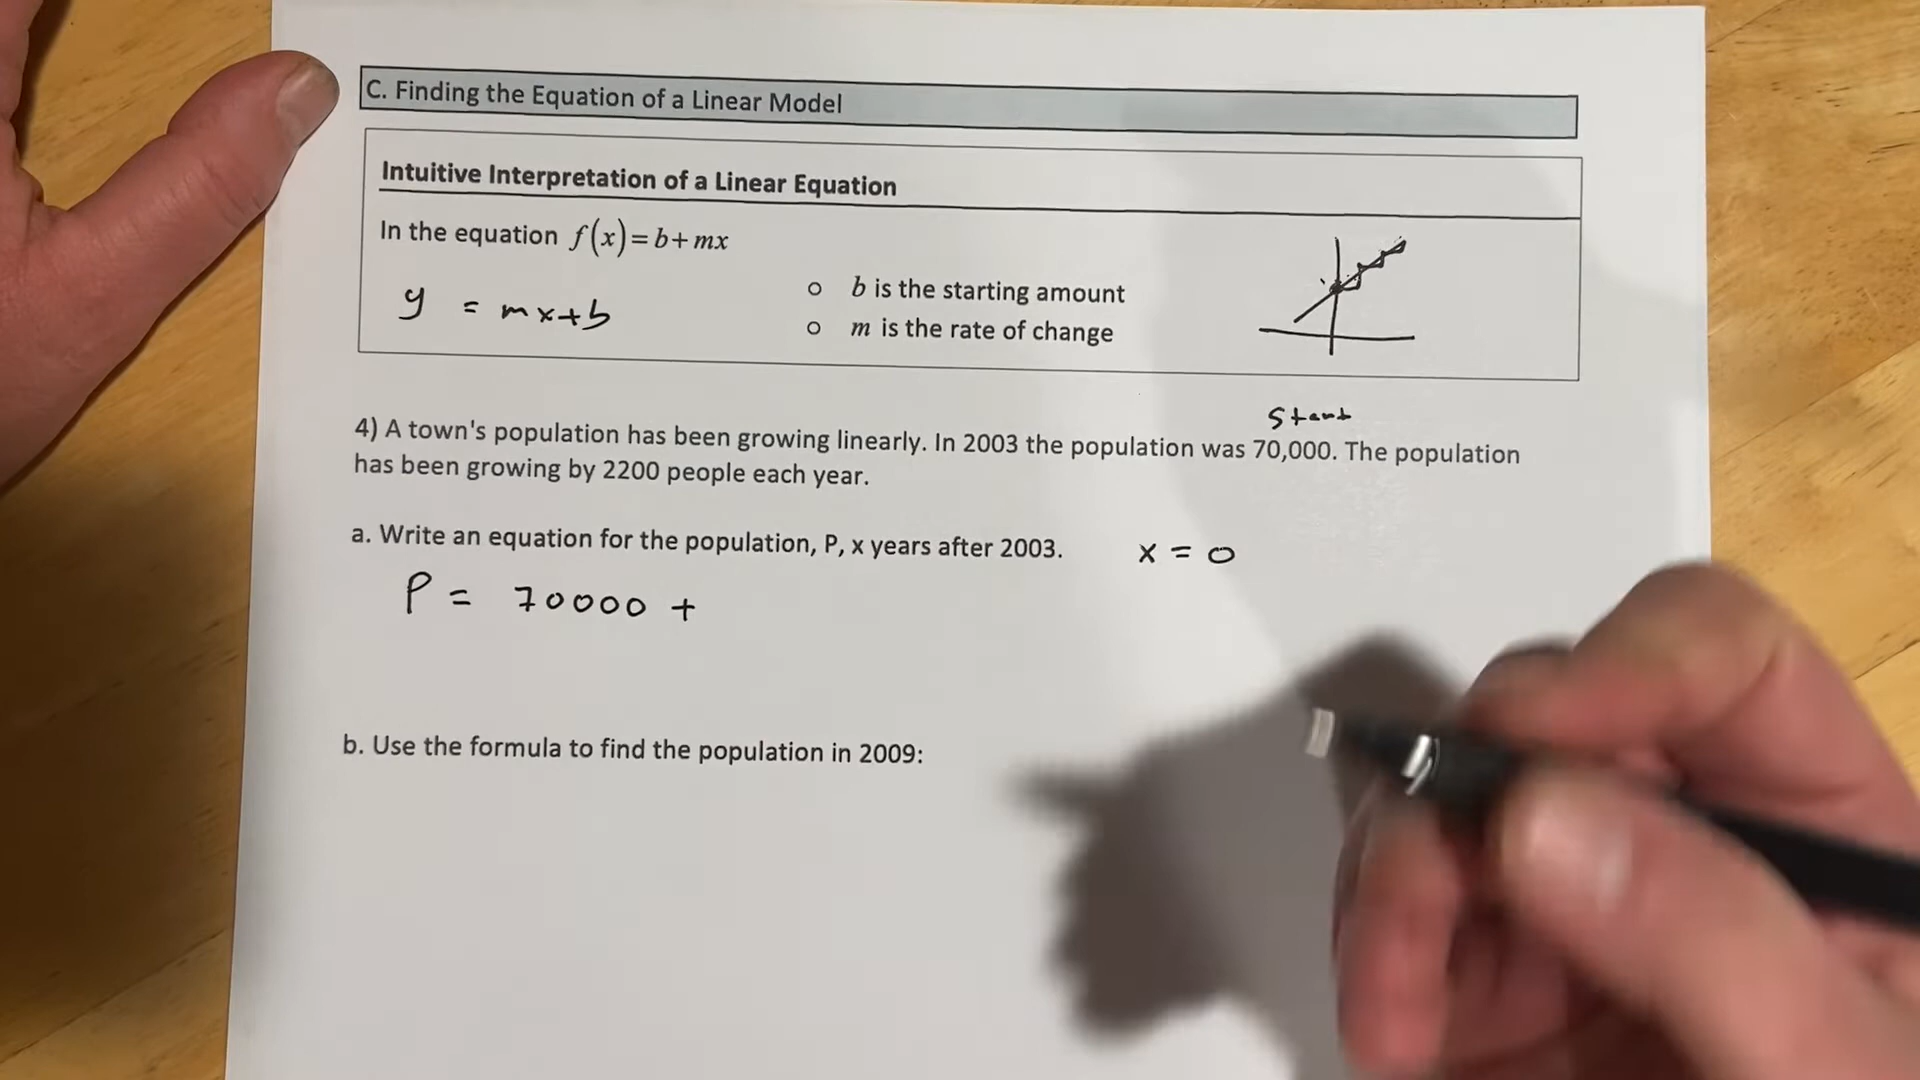 C. Finding the Equation of a Linear Model
Intuitive Interpretation of a Linear Equation
In the equation f(x)=b+mx
y = mx+b
○ b is the starting amount
○ m is the rate of change
Start
4) A town's population has been growing linearly. In 2003 the population was 70,000. The population
has been growing by 2200 people each year.
a. Write an equation for the population, P, x years after 2003.
x = 0
P = 70000 +
b. Use the formula to find the population in 2009: